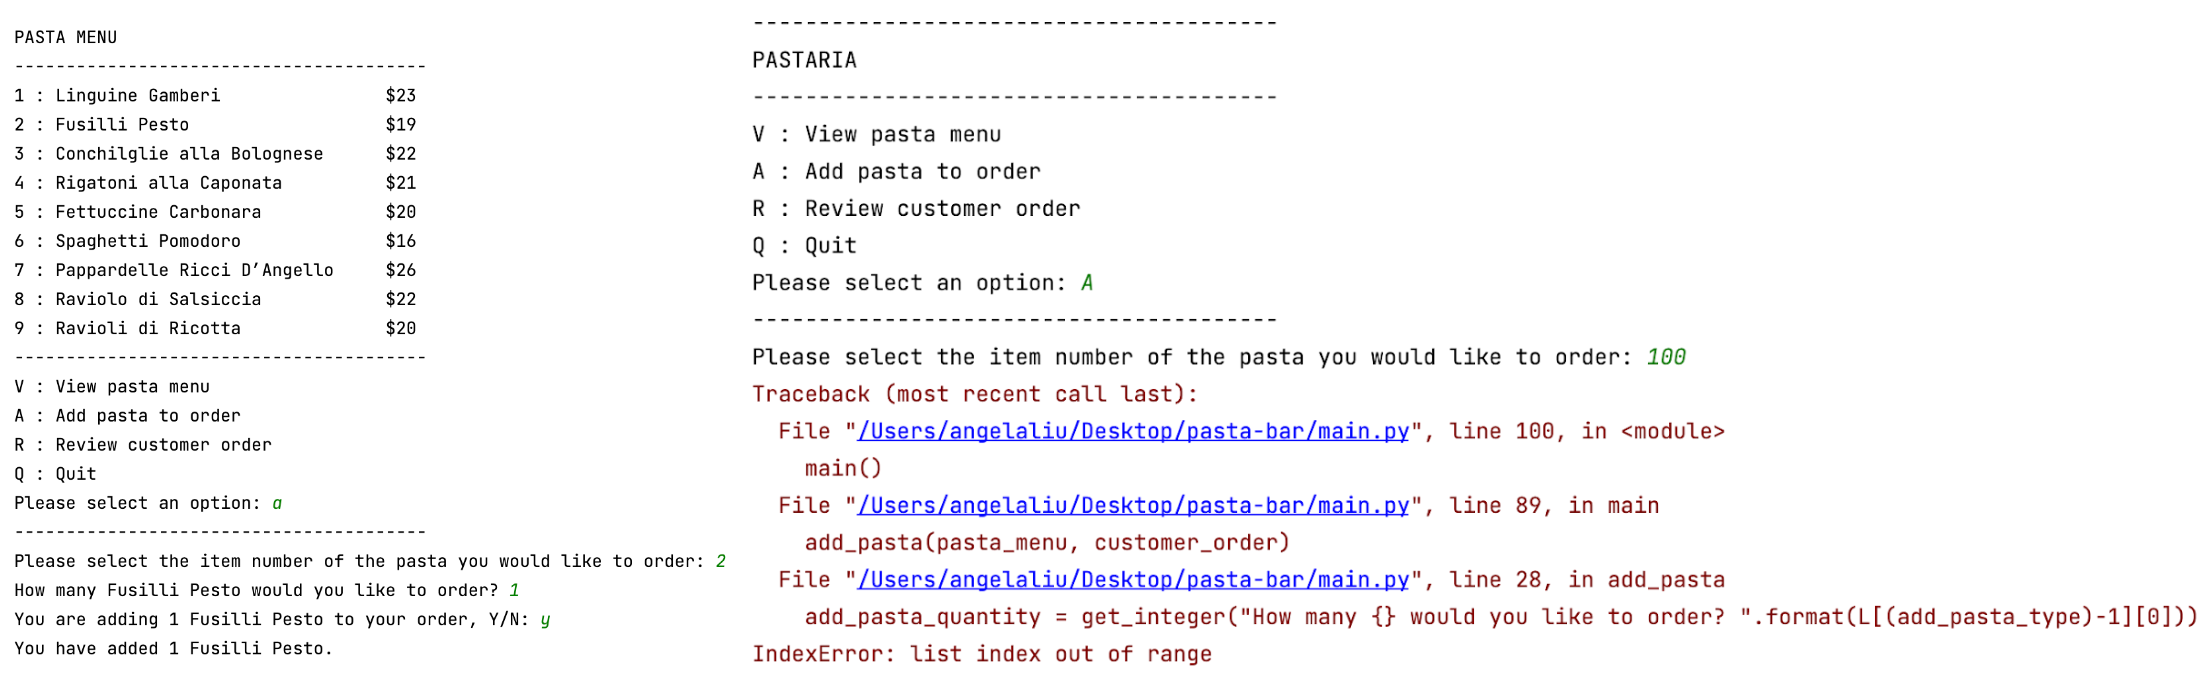 PASTA MENU
----------------------------------------
1 : Linguine Gamberi                $23
2 : Fusilli Pesto                   $19
3 : Conchilglie alla Bolognese      $22
4 : Rigatoni alla Caponata          $21
5 : Fettuccine Carbonara            $20
6 : Spaghetti Pomodoro              $16
7 : Pappardelle Ricci D’Angello     $26
8 : Raviolo di Salsiccia            $22
9 : Ravioli di Ricotta              $20
----------------------------------------
V : View pasta menu
A : Add pasta to order
R : Review customer order
Q : Quit
Please select an option: a
----------------------------------------
Please select the item number of the pasta you would like to order: 2
How many Fusilli Pesto would you like to order? 1
You are adding 1 Fusilli Pesto to your order, Y/N: y
You have added 1 Fusilli Pesto.
----------------------------------------
PASTARIA
----------------------------------------
V : View pasta menu
A : Add pasta to order
R : Review customer order
Q : Quit
Please select an option: A
----------------------------------------
Please select the item number of the pasta you would like to order: 100
Traceback (most recent call last):
  File "/Users/angelaliu/Desktop/pasta-bar/main.py", line 100, in <module>
    main()
  File "/Users/angelaliu/Desktop/pasta-bar/main.py", line 89, in main
    add_pasta(pasta_menu, customer_order)
  File "/Users/angelaliu/Desktop/pasta-bar/main.py", line 28, in add_pasta
    add_pasta_quantity = get_integer("How many {} would you like to order? ".format(L[(add_pasta_type)-1][0]))
IndexError: list index out of range